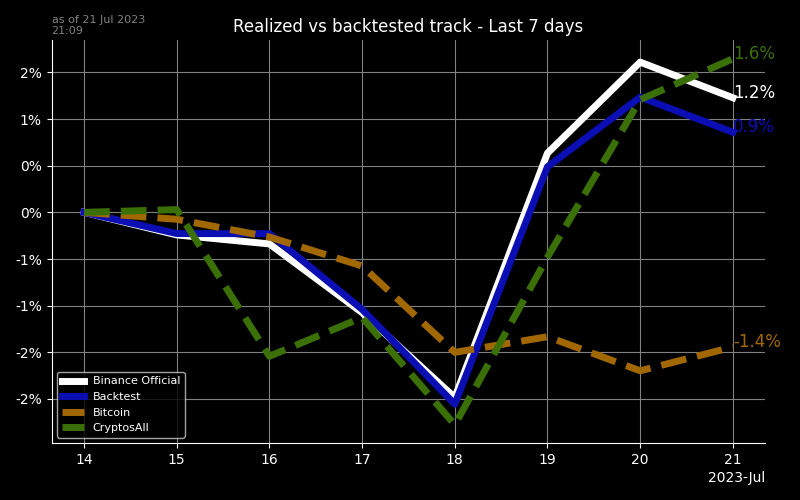 as of 21 Jul 2023
21:09
Realized vs backtested track - Last 7 days
2%
1%
0%
0%
-1%
-1%
-2%
-2%
1.6%
1.2%
0.9%
-1.4%
Binance Official
Backtest
Bitcoin
CryptosAll
14 15 16 17 18 19 20 21
2023-Jul